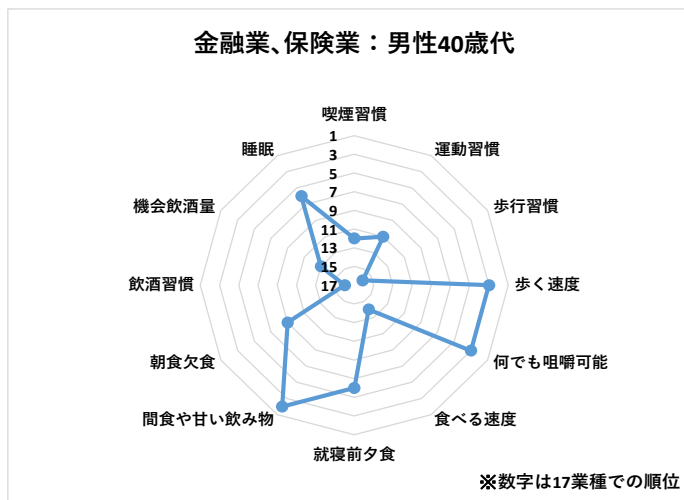 金融業、保険業：男性40歳代
喫煙習慣
運動習慣
歩行習慣
歩く速度
何でも咀嚼可能
食べる速度
就寝前夕食
間食や甘い飲み物
朝食欠食
飲酒習慣
機会飲酒量
睡眠
1
3
5
7
9
11
13
15
17
※数字は17業種での順位